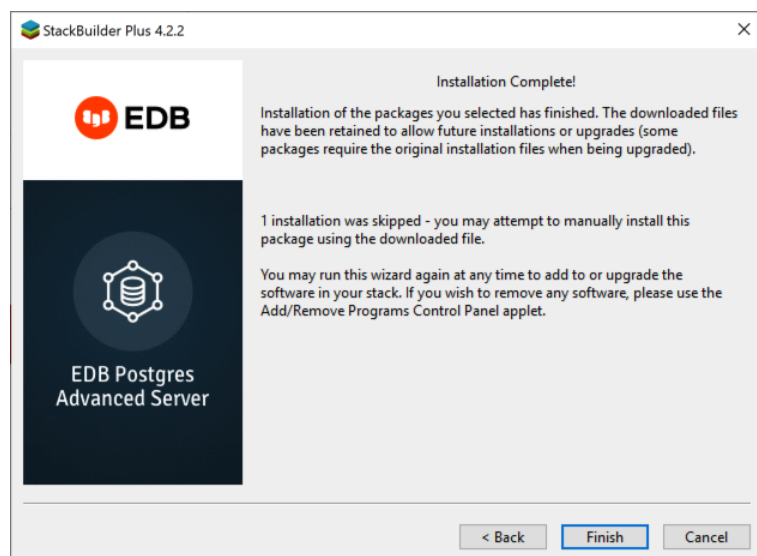 StackBuilder Plus 4.2.2
EDB
EDB Postgres
Advanced Server
Installation Complete!
Installation of the packages you selected has finished. The downloaded files
have been retained to allow future installations or upgrades (some
packages require the original installation files when being upgraded).
1 installation was skipped - you may attempt to manually install this
package using the downloaded file.
You may run this wizard again at any time to add to or upgrade the
software in your stack. If you wish to remove any software, please use the
Add/Remove Programs Control Panel applet.
< Back
Finish
Cancel